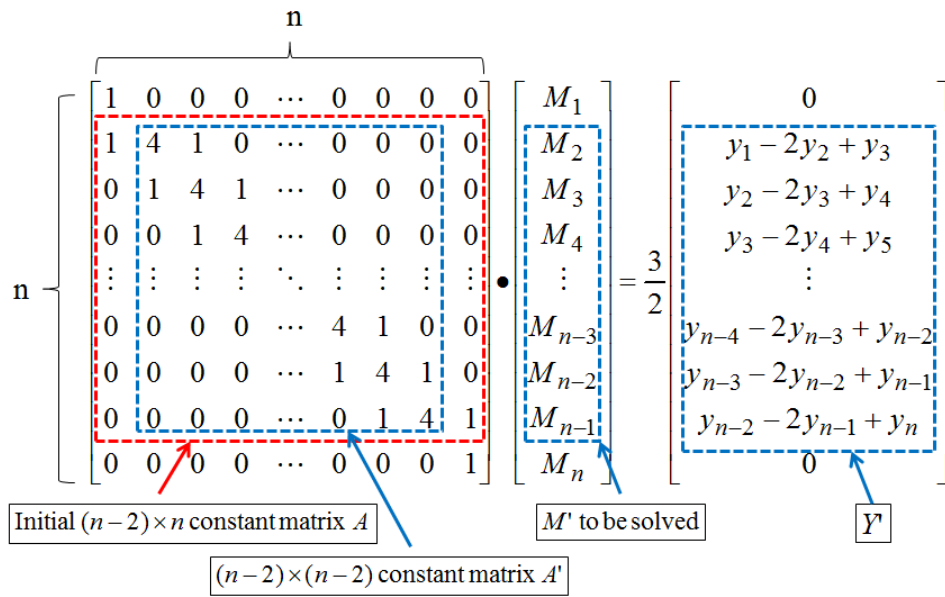 n
1 0 0 0 ⋯ 0 0 0 0 M₁ 0
1 4 1 0 ⋯ 0 0 0 0 M₂ y₁ − 2y₂ + y₃
0 1 4 1 ⋯ 0 0 0 0 M₃ y₂ − 2y₃ + y₄
0 0 1 4 ⋯ 0 0 0 0 M₄ y₃ − 2y₄ + y₅
n ⋮ ⋮ ⋮ ⋮ ⋱ ⋮ ⋮ ⋮ ⋮ • ⋮ = 3/2 ⋮
0 0 0 0 ⋯ 4 1 0 0 Mₙ₋₃ yₙ₋₄ − 2yₙ₋₃ + yₙ₋₂
0 0 0 0 ⋯ 1 4 1 0 Mₙ₋₂ yₙ₋₃ − 2yₙ₋₂ + yₙ₋₁
0 0 0 0 ⋯ 0 1 4 1 Mₙ₋₁ yₙ₋₂ − 2yₙ₋₁ + yₙ
0 0 0 0 ⋯ 0 0 0 1 Mₙ 0
Initial (n−2)×n constant matrix A
M' to be solved
Y'
(n−2)×(n−2) constant matrix A'